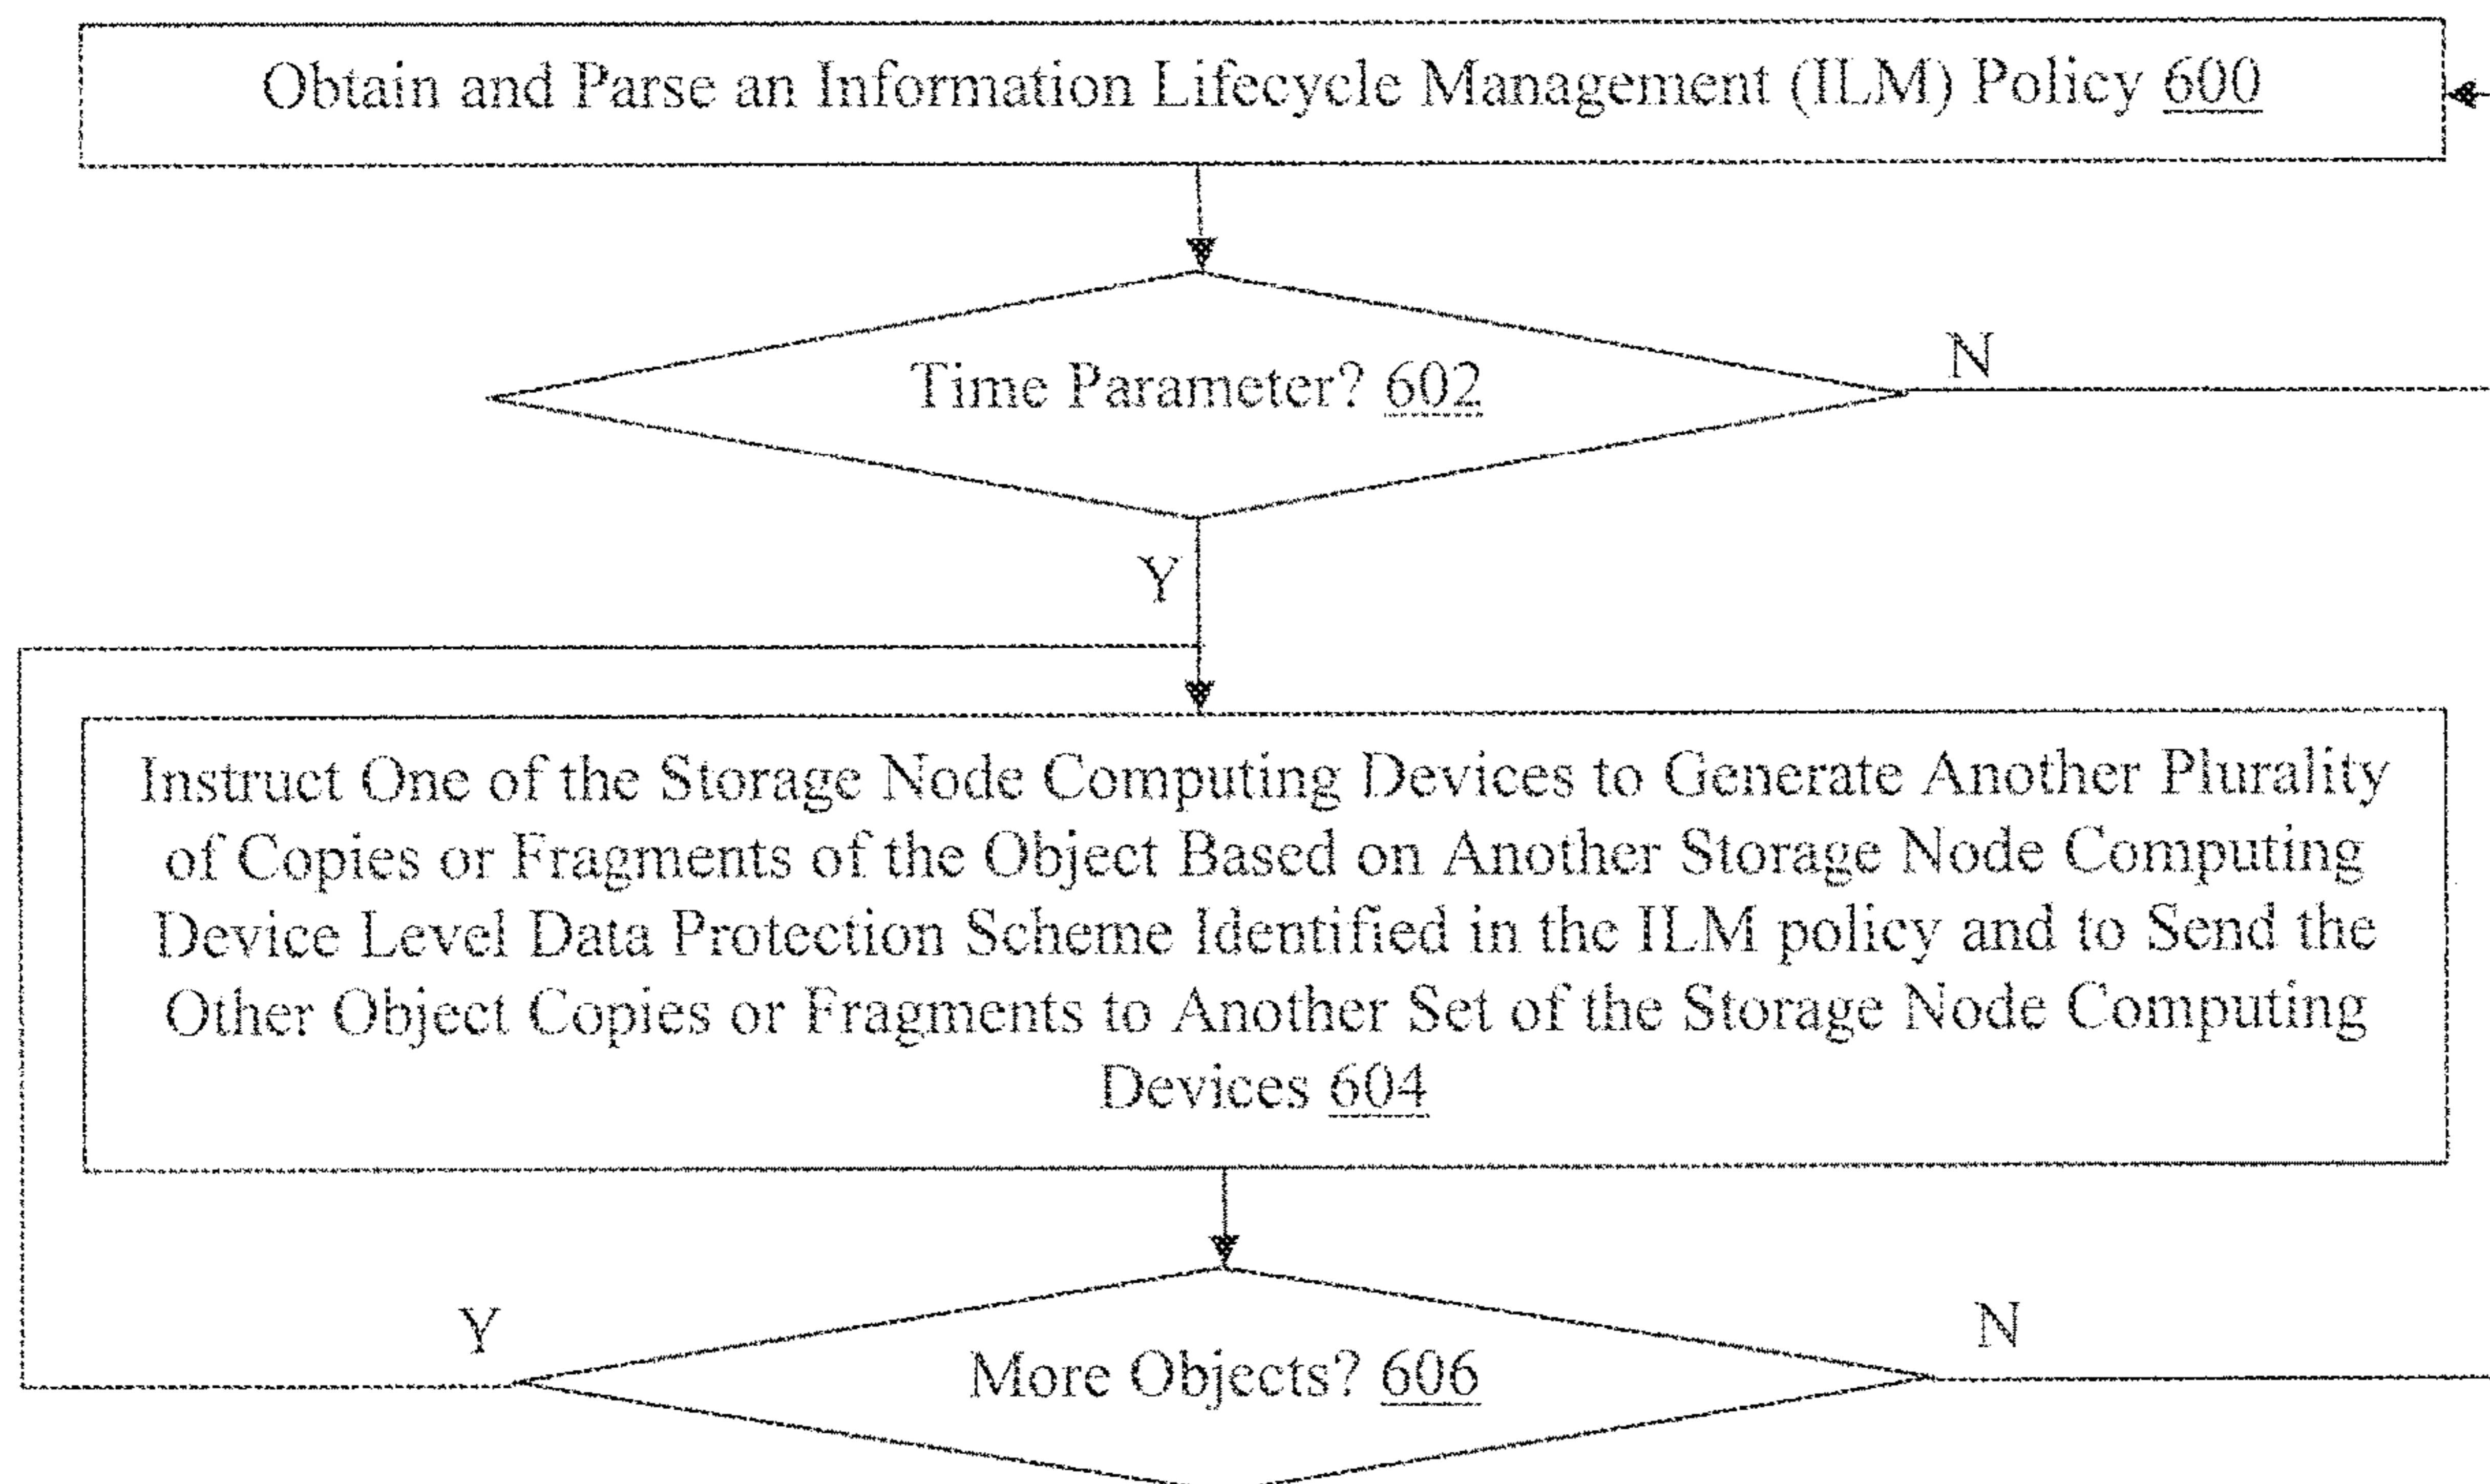 Obtain and Parse an Information Lifecycle Management (ILM) Policy 600
Time Parameter? 602
N
Y
Instruct One of the Storage Node Computing Devices to Generate Another Plurality
of Copies or Fragments of the Object Based on Another Storage Node Computing
Device Level Data Protection Scheme Identified in the ILM policy and to Send the
Other Object Copies or Fragments to Another Set of the Storage Node Computing
Devices 604
Y
N
More Objects? 606